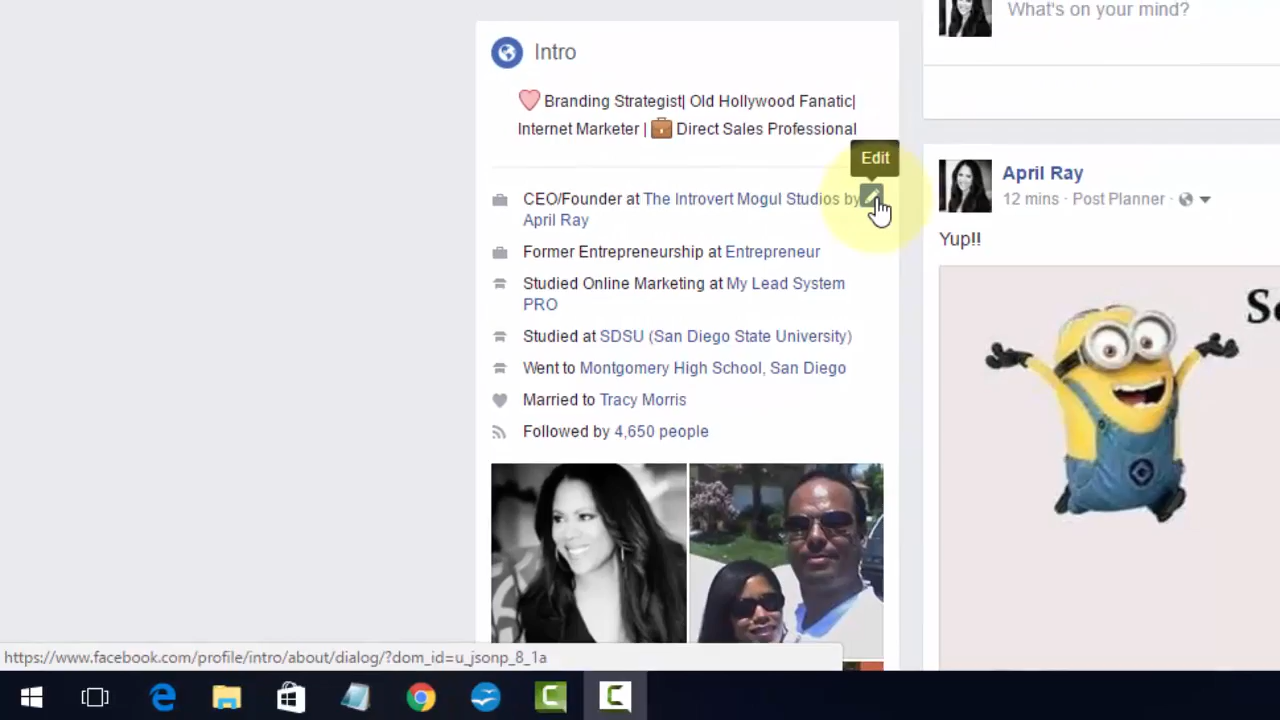 What's on your mind?
Intro
Branding Strategist| Old Hollywood Fanatic|
Internet Marketer | Direct Sales Professional
Edit
CEO/Founder at The Introvert Mogul Studios by
April Ray
Former Entrepreneurship at Entrepreneur
Studied Online Marketing at My Lead System
PRO
Studied at SDSU (San Diego State University)
Went to Montgomery High School, San Diego
Married to Tracy Morris
Followed by 4,650 people
April Ray
12 mins · Post Planner ·
Yup!!
https://www.facebook.com/profile/intro/about/dialog/?dom_id=u_jsonp_8_1a